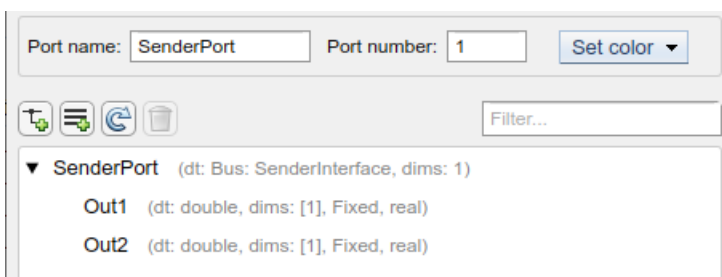 Port name: SenderPort Port number: 1 Set color
Filter...
SenderPort (dt: Bus: SenderInterface, dims: 1)
Out1 (dt: double, dims: [1], Fixed, real)
Out2 (dt: double, dims: [1], Fixed, real)